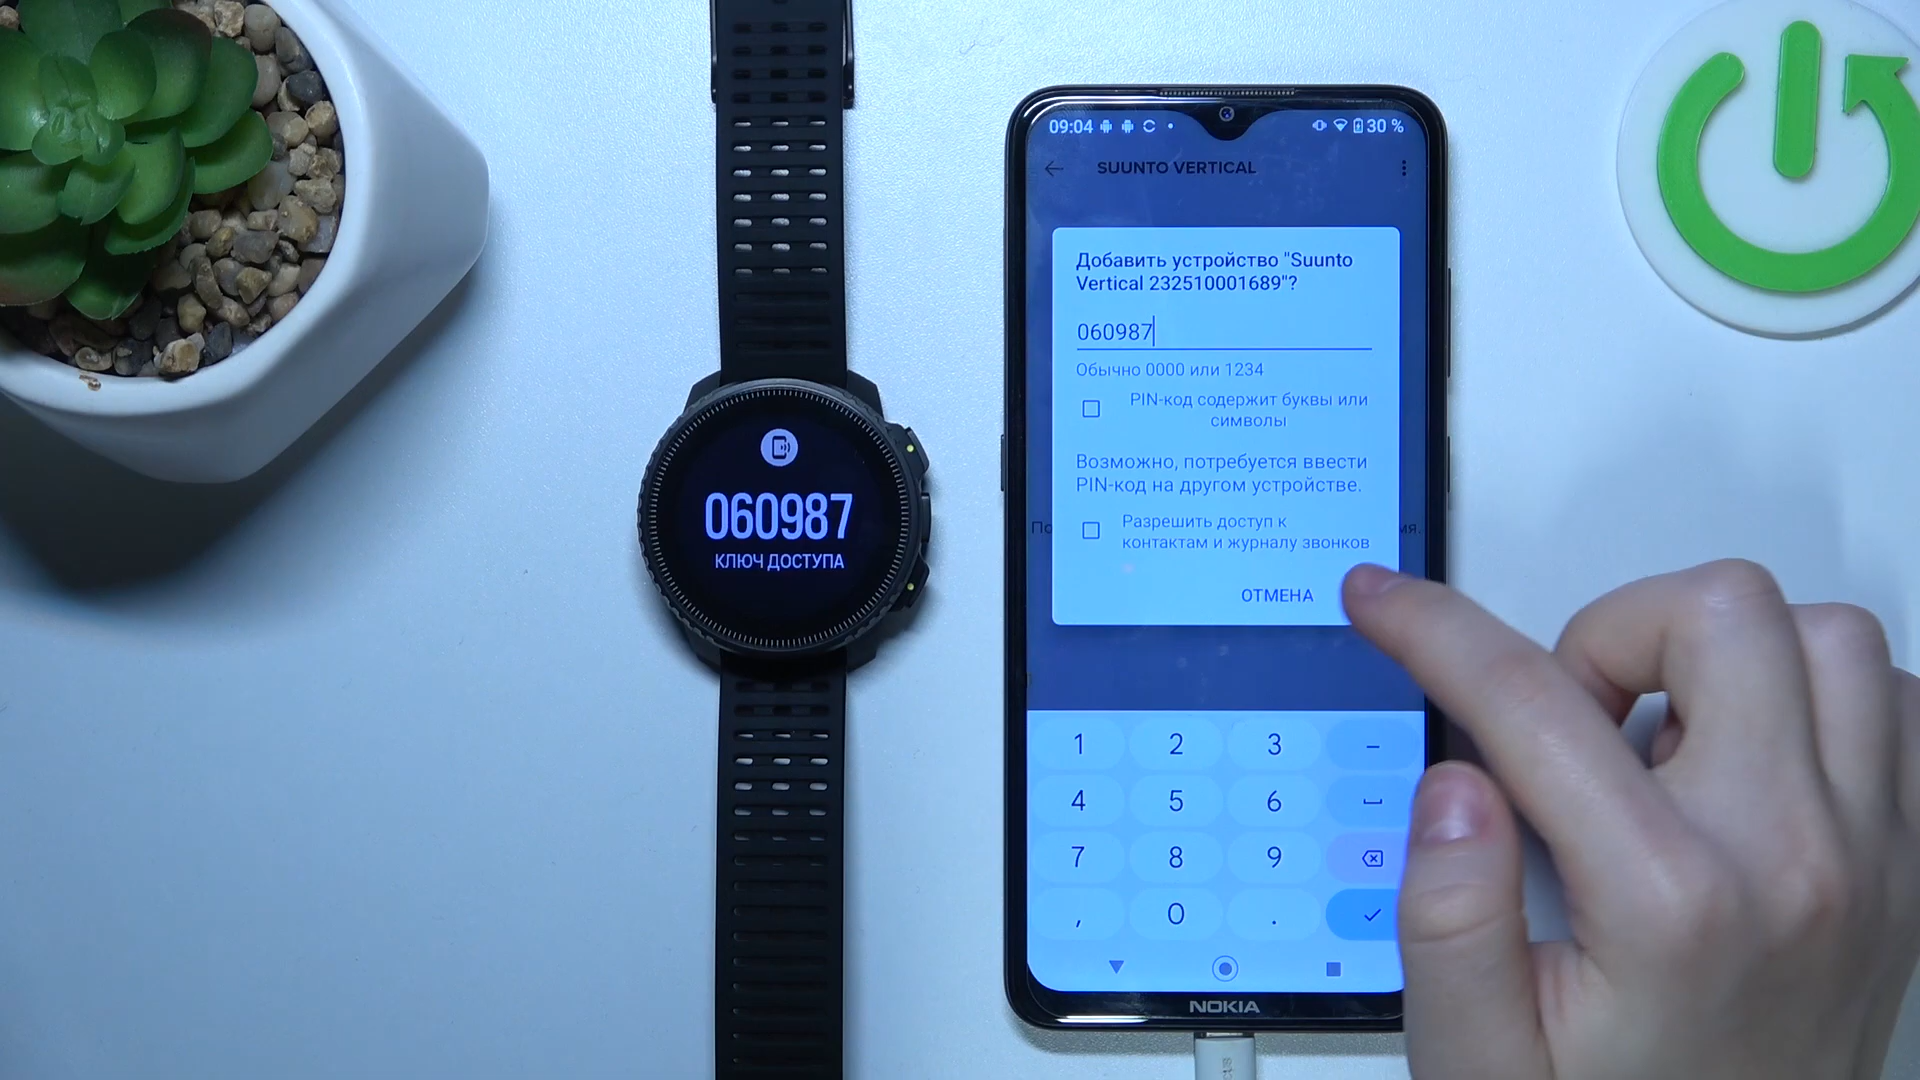 060987
КЛЮЧ ДОСТУПА
09:04
30 %
SUUNTO VERTICAL
Добавить устройство "Suunto
Vertical 232510001689"?
060987
Обычно 0000 или 1234
PIN-код содержит буквы или
символы
Возможно, потребуется ввести
PIN-код на другом устройстве.
Разрешить доступ к
контактам и журналу звонков
ОТМЕНА
1 2 3 –
4 5 6
7 8 9
, 0 .
NOKIA